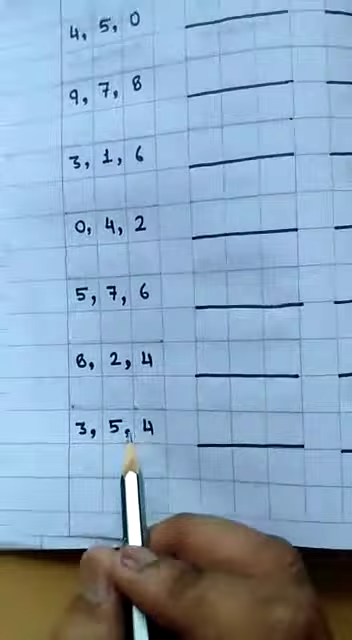 4, 5, 0
9, 7, 8
3, 1, 6
0, 4, 2
5, 7, 6
8, 2, 4
3, 5, 4